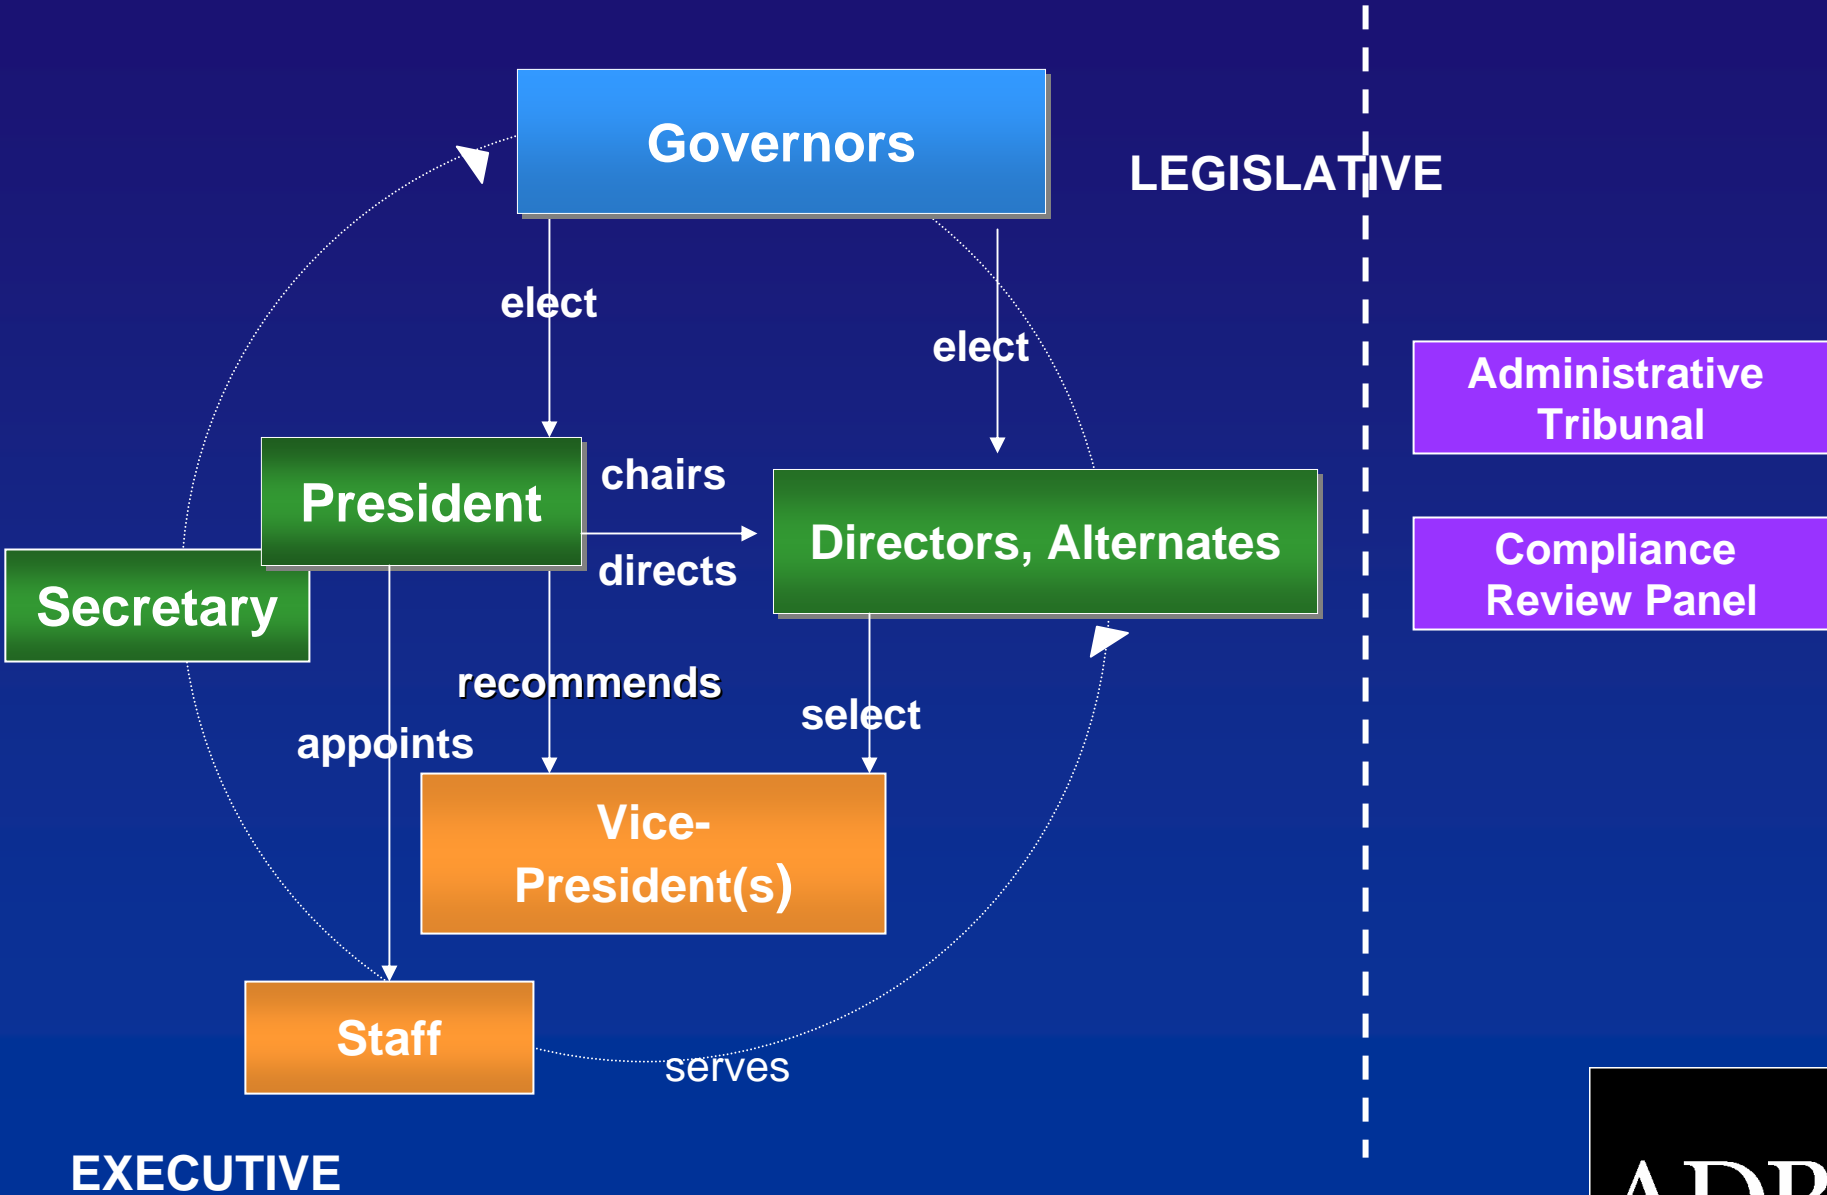 Governors
LEGISLATIVE
elect
elect
Administrative
Tribunal
President
chairs
directs
Directors, Alternates
Compliance
Review Panel
Secretary
recommends
select
appoints
Vice-
President(s)
Staff
serves
EXECUTIVE
ADB